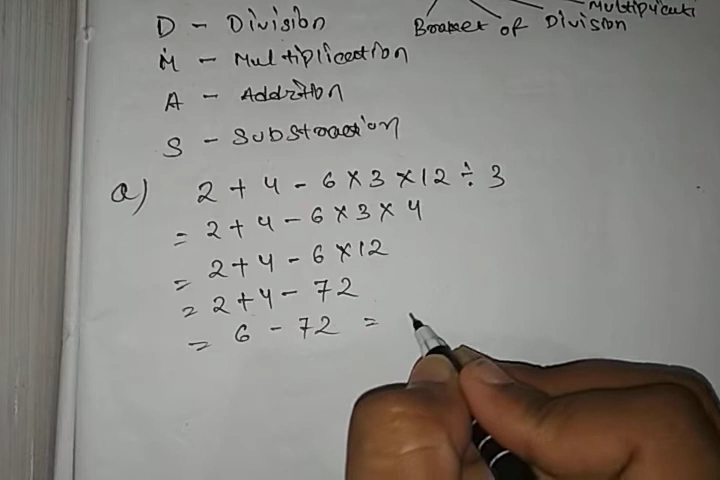 Multiplicati
D - Division
Bracket of Division
M - Multiplication
A - Addition
S - Substraction
a) 2 + 4 - 6 × 3 × 12 ÷ 3
= 2 + 4 - 6 × 3 × 4
= 2 + 4 - 6 × 12
= 2 + 4 - 72
= 6 - 72 =